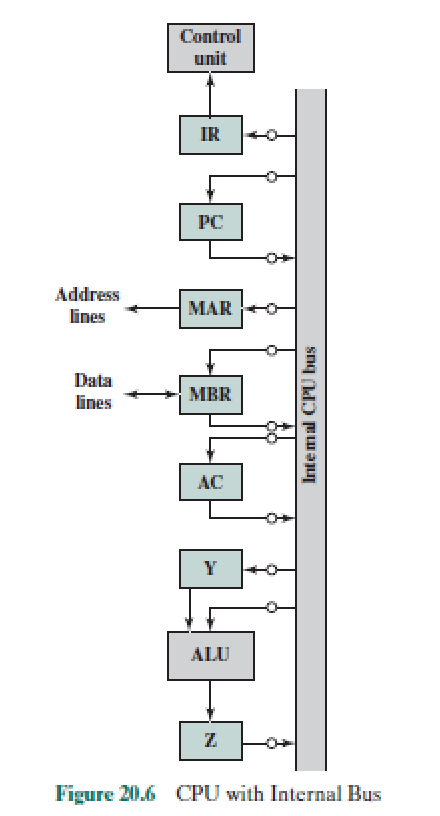 Control
unit
IR
PC
Address
lines
MAR
Data
lines
MBR
Internal CPU bus
AC
Y
ALU
Z
Figure 20.6 CPU with Internal Bus